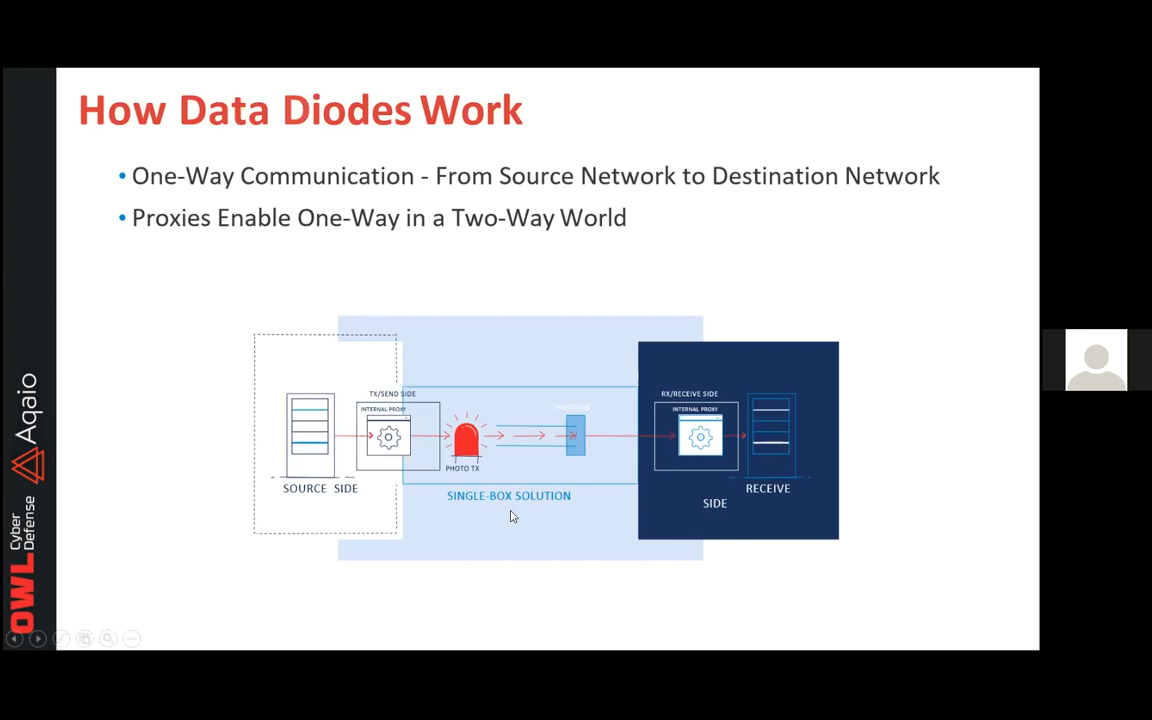 How Data Diodes Work
• One-Way Communication - From Source Network to Destination Network
• Proxies Enable One-Way in a Two-Way World
TX/SEND SIDE
INTERNAL PROXY
PHOTO TX
SOURCE SIDE
SINGLE-BOX SOLUTION
RX/RECEIVE SIDE
INTERNAL PROXY
RECEIVE
SIDE
Aqaio
OWL Cyber
Defense